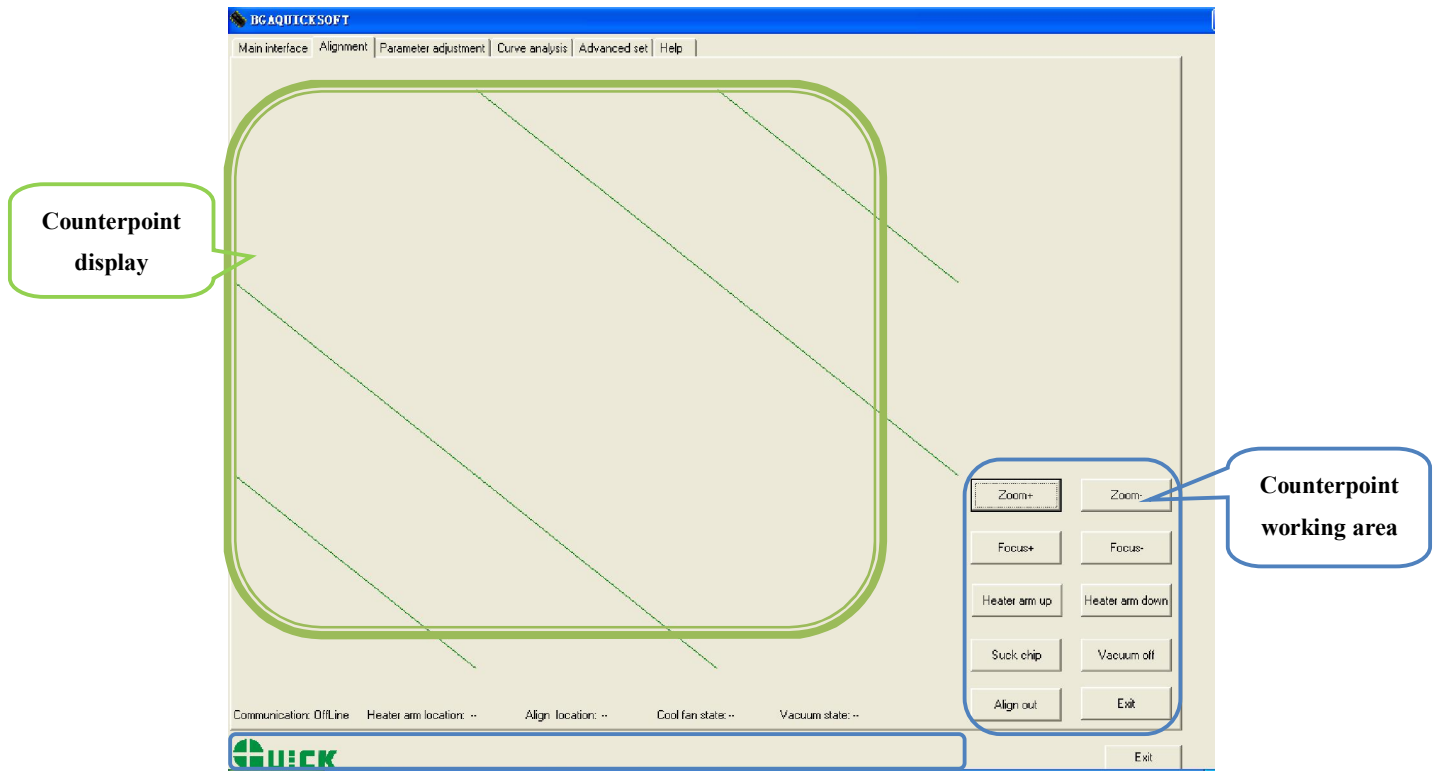 BGAQUICKSOFT
Main interface Alignment Parameter adjustment Curve analysis Advanced set Help
Counterpoint
display
Zoom+ Zoom-
Counterpoint
working area
Focus+ Focus-
Heater arm up Heater arm down
Suck chip Vacuum off
Align out Exit
Communication: OffLine Heater arm location: -- Align location: -- Cool fan state: -- Vacuum state: --
QUICK
Exit